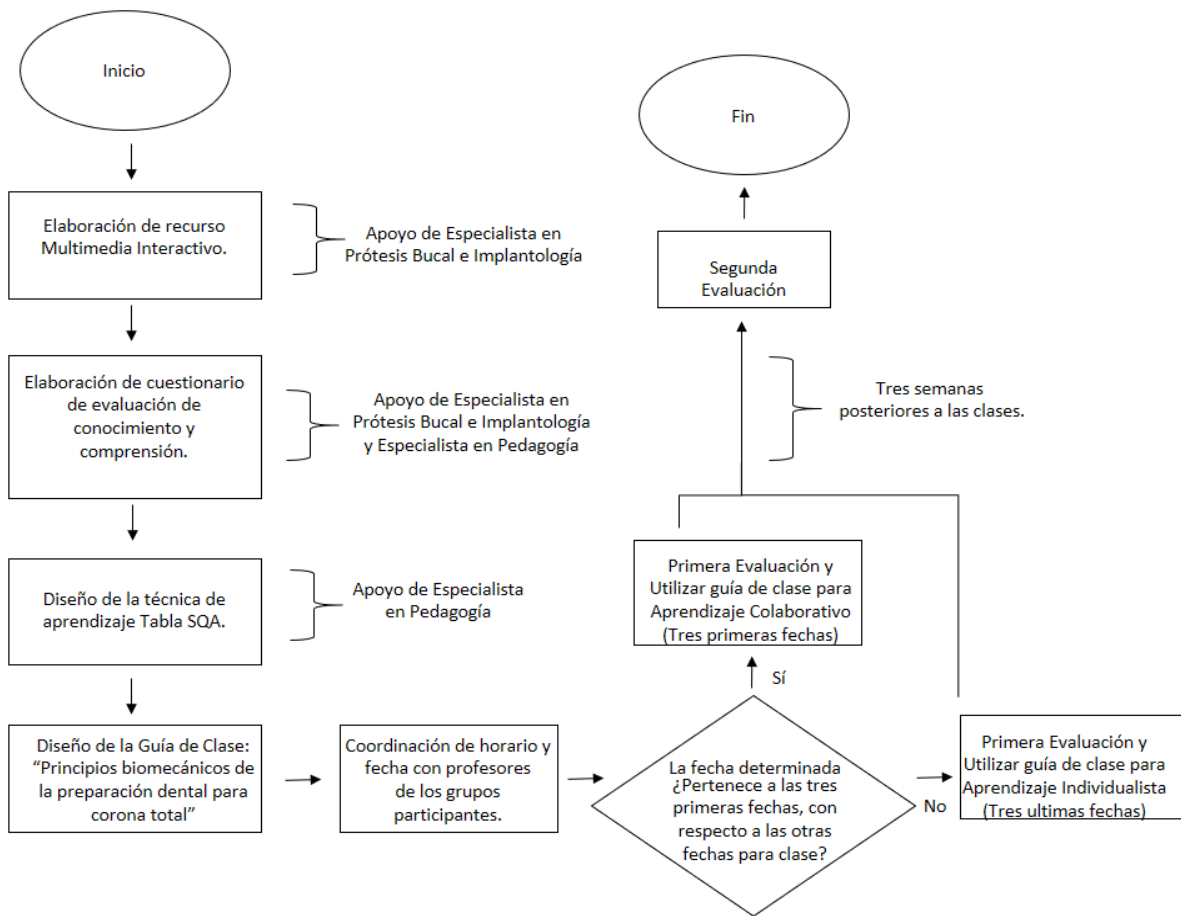 Inicio
Elaboración de recurso
Multimedia Interactivo.
Apoyo de Especialista en
Prótesis Bucal e Implantología
Elaboración de cuestionario
de evaluación de
conocimiento y
comprensión.
Apoyo de Especialista en
Prótesis Bucal e Implantología
y Especialista en Pedagogía
Diseño de la técnica de
aprendizaje Tabla SQA.
Apoyo de Especialista
en Pedagogía
Diseño de la Guía de Clase:
“Principios biomecánicos de
la preparación dental para
corona total”
Coordinación de horario y
fecha con profesores
de los grupos
participantes.
La fecha determinada
¿Pertenece a las tres
primeras fechas, con
respecto a las otras
fechas para clase?
Sí
No
Primera Evaluación y
Utilizar guía de clase para
Aprendizaje Colaborativo
(Tres primeras fechas)
Primera Evaluación y
Utilizar guía de clase para
Aprendizaje Individualista
(Tres ultimas fechas)
Tres semanas
posteriores a las clases.
Segunda
Evaluación
Fin